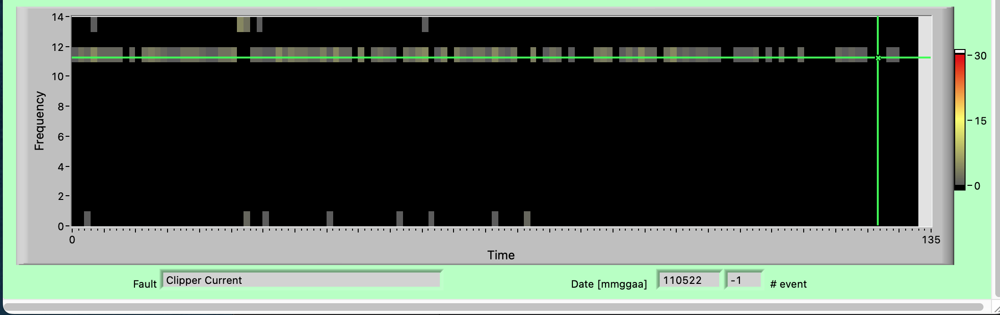 14
12
10
8
6
4
2
0
Frequency
0
135
Time
30
15
0
Fault
Clipper Current
Date [mmggaa]
110522
-1
# event